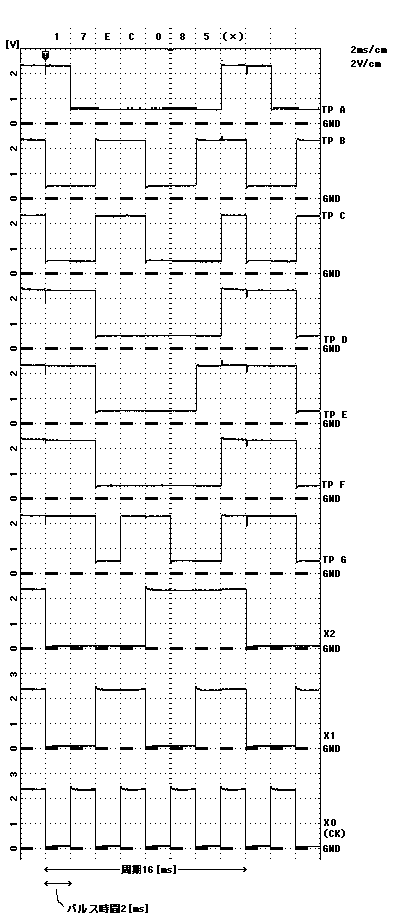 1 7 E C 0 8 5 (×)
[V]
2ms/cm
2V/cm
2
1
0
TP A
GND
TP B
2
1
0
GND
TP C
2
1
0
GND
2
1
0
TP D
GND
2
1
0
TP E
GND
2
1
0
TP F
GND
2
1
0
TP G
GND
2
1
0
X2
GND
3
2
1
0
X1
GND
3
2
1
0
X0
(CK)
GND
周期16[ms]
パルス時間2[ms]